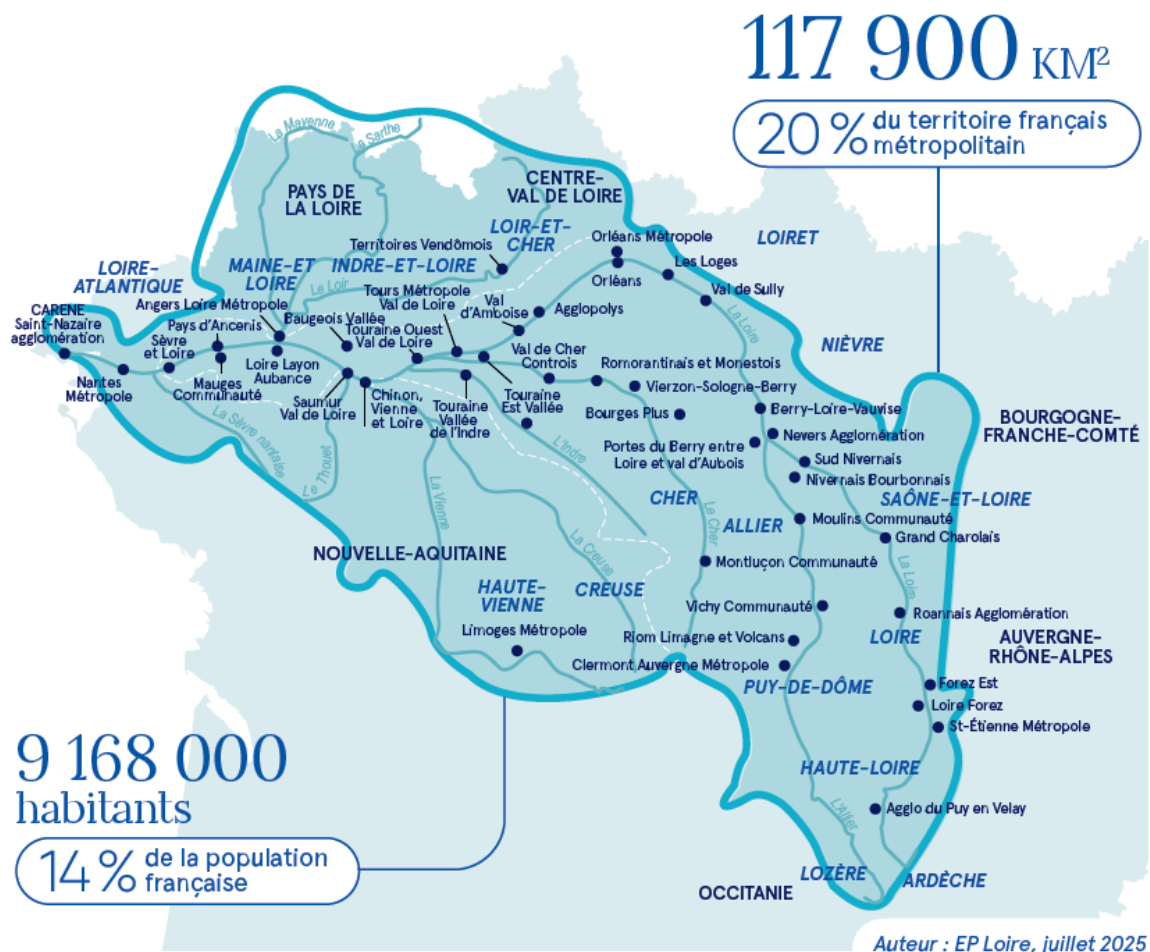 117 900 KM²
20 % du territoire français
métropolitain
La Mayenne
La Sarthe
PAYS DE
LA LOIRE
CENTRE-
VAL DE LOIRE
LOIR-ET-
CHER
Territoires Vendômois
Orléans Métropole
LOIRET
Orléans
Les Loges
Val de Sully
LOIRE-
ATLANTIQUE
MAINE-ET
LOIRE
INDRE-ET-LOIRE
Le Loir
Tours Métropole
Val de Loire
Val
d'Amboise
Agglopolys
La Loire
CARENE
Saint-Nazaire
agglomération
Angers Loire Métropole
Pays d'Ancenis
Baugeois Vallée
Sèvre
et Loire
Touraine Ouest
Val de Loire
NIÈVRE
Nantes
Métropole
Mauges
Communauté
Loire Layon
Aubance
Saumur
Val de Loire
Chinon,
Vienne
et Loire
Touraine
Vallée
de l'Indre
Touraine
Est Vallée
Val de Cher
Controis
Romorantinais et Monestois
Vierzon-Sologne-Berry
Bourges Plus
Berry-Loire-Vauvise
Nevers Agglomération
Portes du Berry entre
Loire et val d'Aubois
Sud Nivernais
Nivernais Bourbonnais
BOURGOGNE-
FRANCHE-COMTÉ
La Sèvre nantaise
Le Thouet
La Vienne
L'Indre
CHER
Le Cher
ALLIER
SAÔNE-ET-LOIRE
Moulins Communauté
Grand Charolais
NOUVELLE-AQUITAINE
La Creuse
Montluçon Communauté
La Loire
HAUTE-
VIENNE
CREUSE
Vichy Communauté
Roannais Agglomération
Limoges Métropole
Riom Limagne et Volcans
LOIRE
AUVERGNE-
RHÔNE-ALPES
Clermont Auvergne Métropole
PUY-DE-DÔME
Forez Est
Loire Forez
St-Étienne Métropole
9 168 000
habitants
14 % de la population
française
HAUTE-LOIRE
L'Allier
Agglo du Puy en Velay
LOZÈRE
ARDÈCHE
OCCITANIE
Auteur : EP Loire, juillet 2025